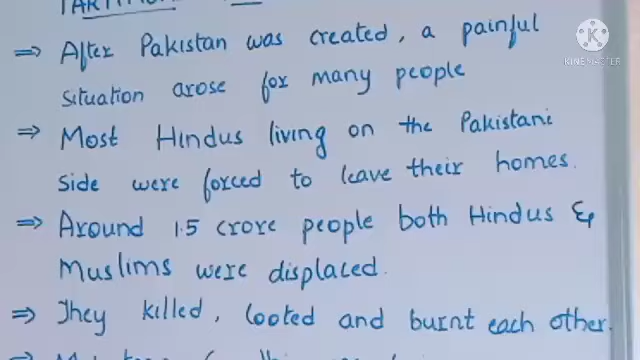 ⇒ After Pakistan was created, a painful
situation arose for many people
⇒ Most Hindus living on the Pakistani
side were forced to leave their homes.
⇒ Around 1.5 crore people both Hindus &
Muslims were displaced.
⇒ They killed, looted and burnt each other.
KINEMASTER